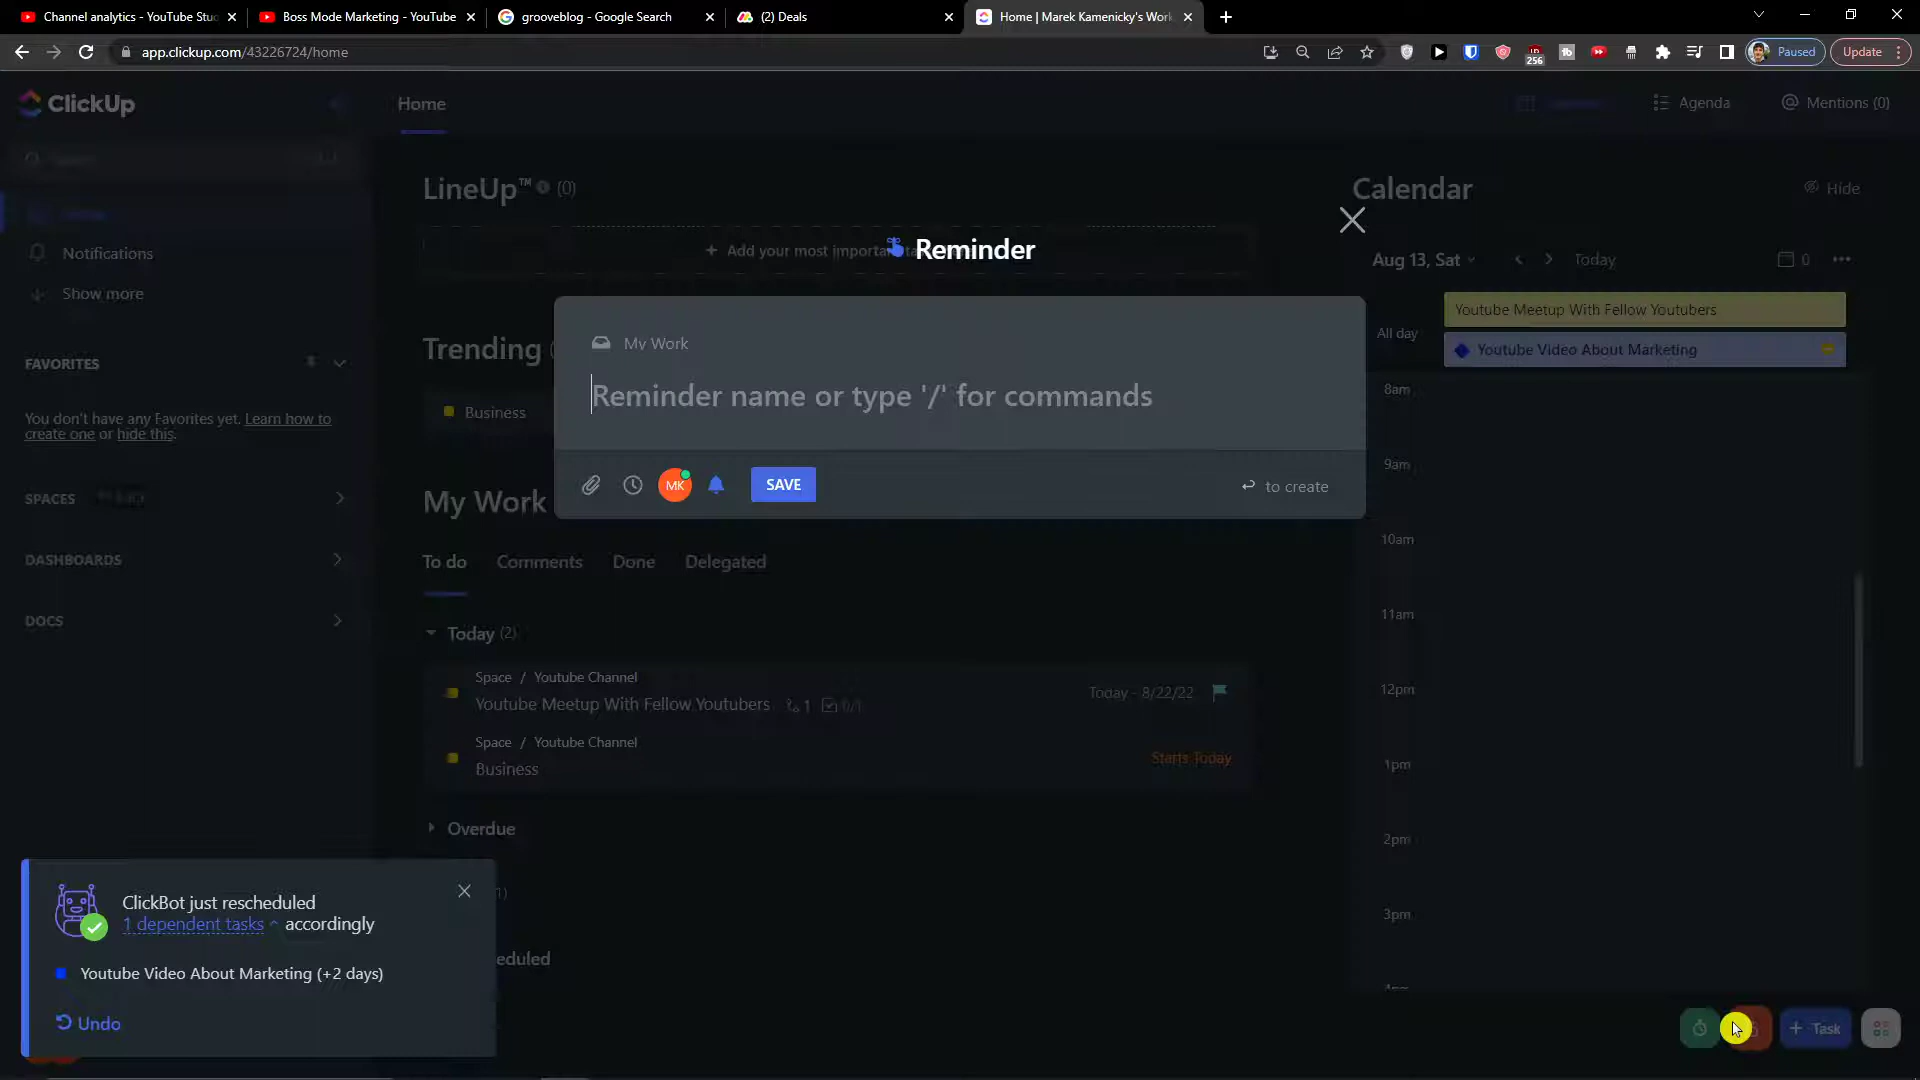 Channel analytics - YouTube Stu
Boss Mode Marketing - YouTube
grooveblog - Google Search
(2) Deals
Home | Marek Kamenicky's Work
app.clickup.com/43226724/home
256
Paused
Update
ClickUp
Home
Agenda
Mentions (0)
Notifications
Show more
FAVORITES
You don't have any Favorites yet. Learn how to
create one or hide this.
SPACES
DASHBOARDS
DOCS
LineUp™ (0)
+ Add your most importa
Reminder
Trending
Business
My Work
Reminder name or type '/' for commands
MK
SAVE
to create
My Work
To do
Comments
Done
Delegated
Today (2)
Space / Youtube Channel
Youtube Meetup With Fellow Youtubers
1
0/1
Today - 8/22/22
Space / Youtube Channel
Business
Starts Today
Overdue
Calendar
Hide
Aug 13, Sat
Today
0
All day
Youtube Meetup With Fellow Youtubers
Youtube Video About Marketing
8am
9am
10am
11am
12pm
1pm
2pm
3pm
ClickBot just rescheduled
1 dependent tasks accordingly
Youtube Video About Marketing (+2 days)
Undo
eduled
+ Task